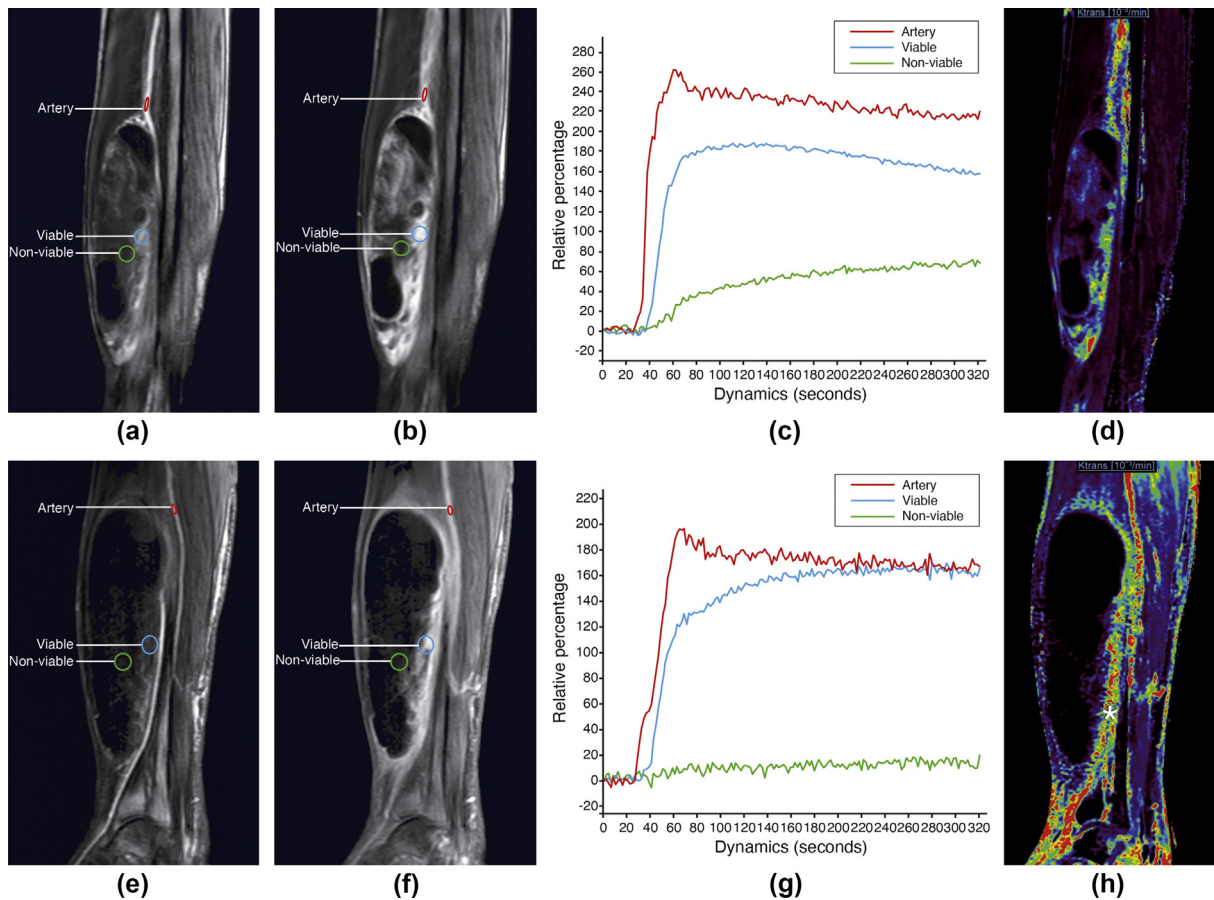 Artery
Viable
Non-viable
(a)
Artery
Viable
Non-viable
(b)
Artery
Viable
Non-viable
Relative percentage
280
260
240
220
200
180
160
140
120
100
80
60
40
20
0
-20
0 20 40 60 80 100 120 140 160 180 200 220 240 260 280 300 320
Dynamics (seconds)
(c)
Ktrans [10⁻³/min]
(d)
Artery
Viable
Non-viable
(e)
Artery
Viable
Non-viable
(f)
Artery
Viable
Non-viable
Relative percentage
220
200
180
160
140
120
100
80
60
40
20
0
-20
0 20 40 60 80 100 120 140 160 180 200 220 240 260 280 300 320
Dynamics (seconds)
(g)
Ktrans [10⁻³/min]
*
(h)